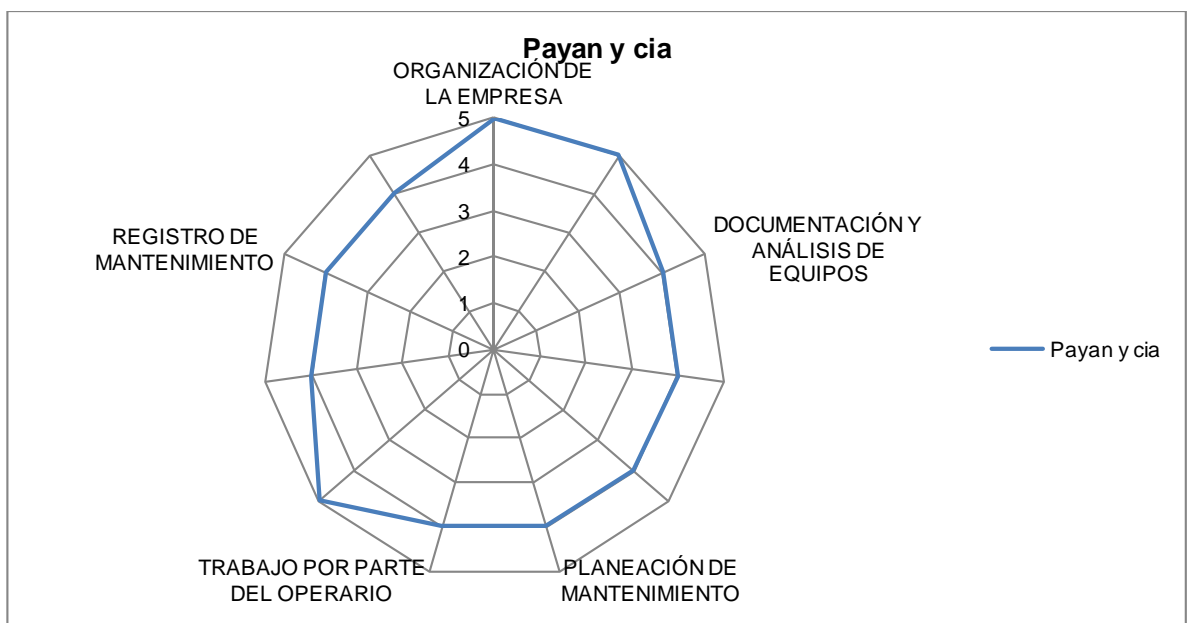 Payan y cia
ORGANIZACIÓN DE
LA EMPRESA
5
4
3
2
1
0
DOCUMENTACIÓN Y
ANÁLISIS DE
EQUIPOS
REGISTRO DE
MANTENIMIENTO
Payan y cia
TRABAJO POR PARTE
DEL OPERARIO
PLANEACIÓN DE
MANTENIMIENTO